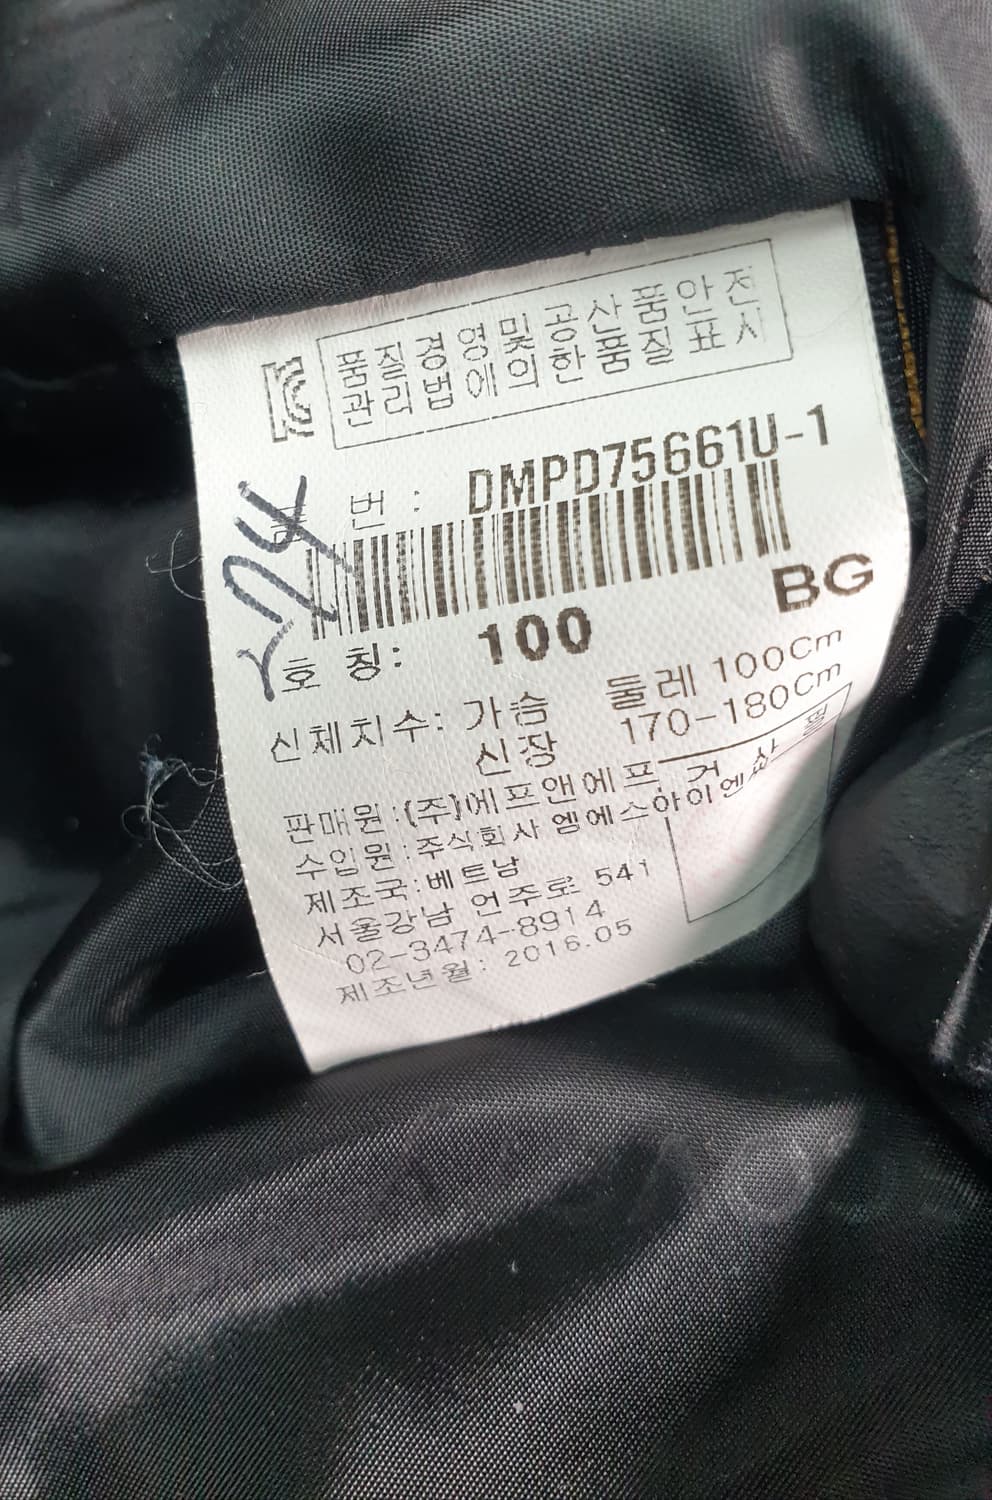 품질경영및공산품안전
관리법에의한품질표시
품 번 : DMPD75661U-1
BG
호 칭: 100
신체치수: 가슴 둘레 100Cm
신장 170-180Cm
판매원:(주)에프앤에프
수입원:주식회사 엠에스아이엔
제조국:베트남
서울강남 언주로 541
02-3474-8914
제조년월: 2016.05